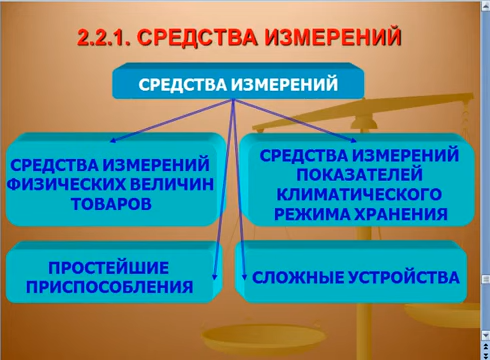 2.2.1. СРЕДСТВА ИЗМЕРЕНИЙ
СРЕДСТВА ИЗМЕРЕНИЙ
СРЕДСТВА ИЗМЕРЕНИЙ
ФИЗИЧЕСКИХ ВЕЛИЧИН
ТОВАРОВ
СРЕДСТВА ИЗМЕРЕНИЙ
ПОКАЗАТЕЛЕЙ
КЛИМАТИЧЕСКОГО
РЕЖИМА ХРАНЕНИЯ
ПРОСТЕЙШИЕ
ПРИСПОСОБЛЕНИЯ
СЛОЖНЫЕ УСТРОЙСТВА